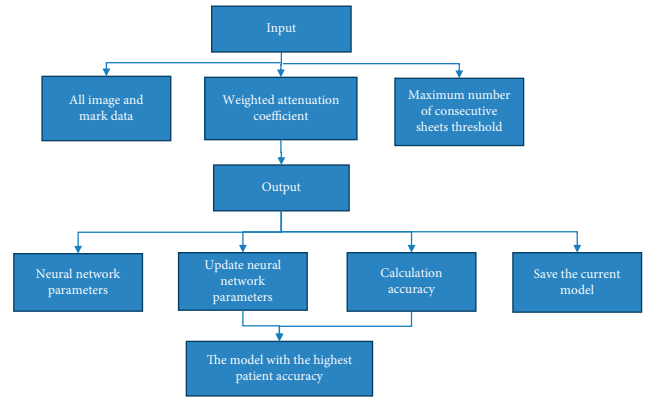 Input
All image and
mark data
Weighted attenuation
coefficient
Maximum number
of consecutive
sheets threshold
Output
Neural network
parameters
Update neural
network
parameters
Calculation
accuracy
Save the current
model
The model with the highest
patient accuracy